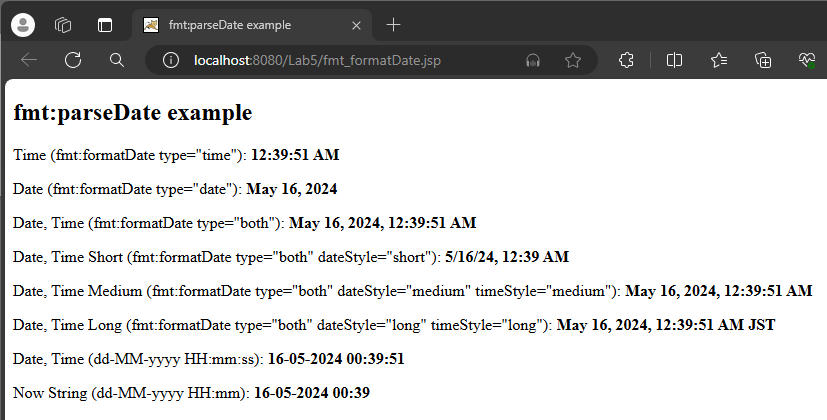 fmt:parseDate example
localhost:8080/Lab5/fmt_formatDate.jsp
fmt:parseDate example
Time (fmt:formatDate type="time"): 12:39:51 AM
Date (fmt:formatDate type="date"): May 16, 2024
Date, Time (fmt:formatDate type="both"): May 16, 2024, 12:39:51 AM
Date, Time Short (fmt:formatDate type="both" dateStyle="short"): 5/16/24, 12:39 AM
Date, Time Medium (fmt:formatDate type="both" dateStyle="medium" timeStyle="medium"): May 16, 2024, 12:39:51 AM
Date, Time Long (fmt:formatDate type="both" dateStyle="long" timeStyle="long"): May 16, 2024, 12:39:51 AM JST
Date, Time (dd-MM-yyyy HH:mm:ss): 16-05-2024 00:39:51
Now String (dd-MM-yyyy HH:mm): 16-05-2024 00:39